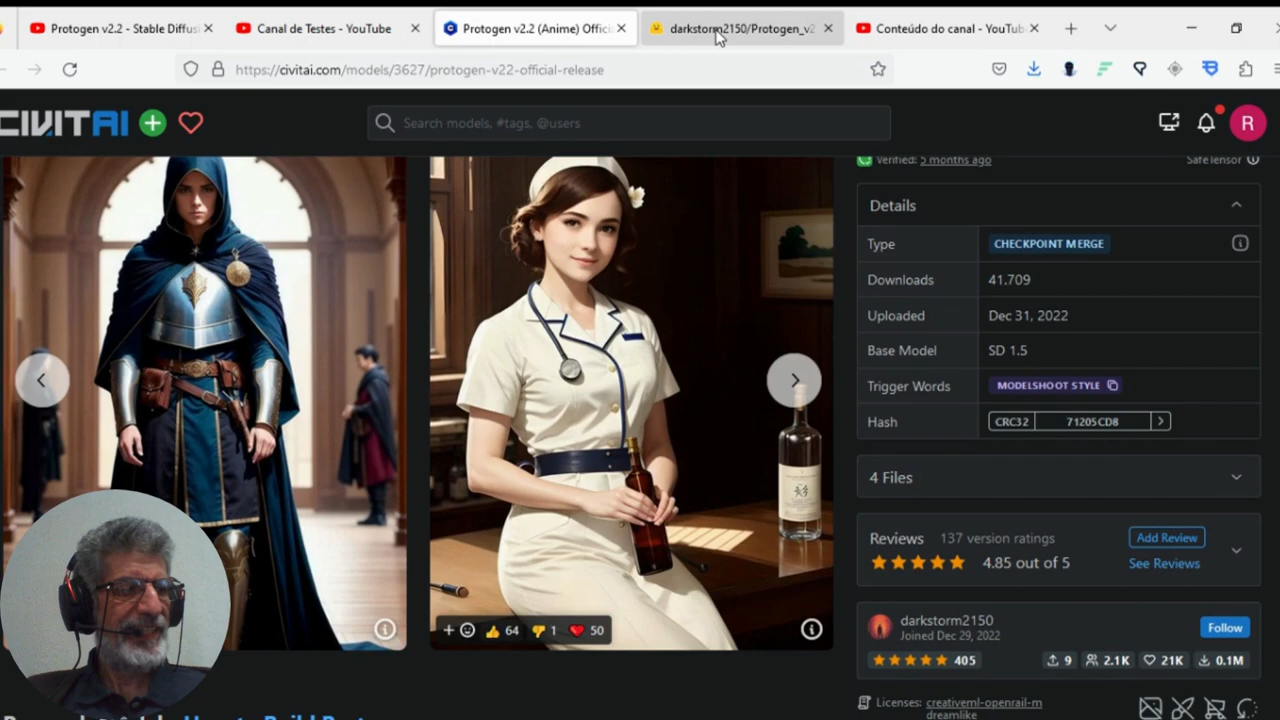 Protogen v2.2 - Stable Diffusi
Canal de Testes - YouTube
Protogen v2.2 (Anime) Offici
darkstorm2150/Protogen_v2
Conteúdo do canal - YouTub
https://civitai.com/models/3627/protogen-v22-official-release
CIVITAI
Search models, #tags, @users
R
Verified: 5 months ago
SafeTensor
Details
Type
CHECKPOINT MERGE
Downloads
41.709
Uploaded
Dec 31, 2022
Base Model
SD 1.5
Trigger Words
MODELSHOOT STYLE
Hash
CRC32
71205CD8
4 Files
Reviews
137 version ratings
Add Review
4.85 out of 5
See Reviews
64
1
50
darkstorm2150
Joined Dec 29, 2022
Follow
405
9
2.1K
21K
0.1M
Licenses:
creativeml-openrail-m
dreamlike